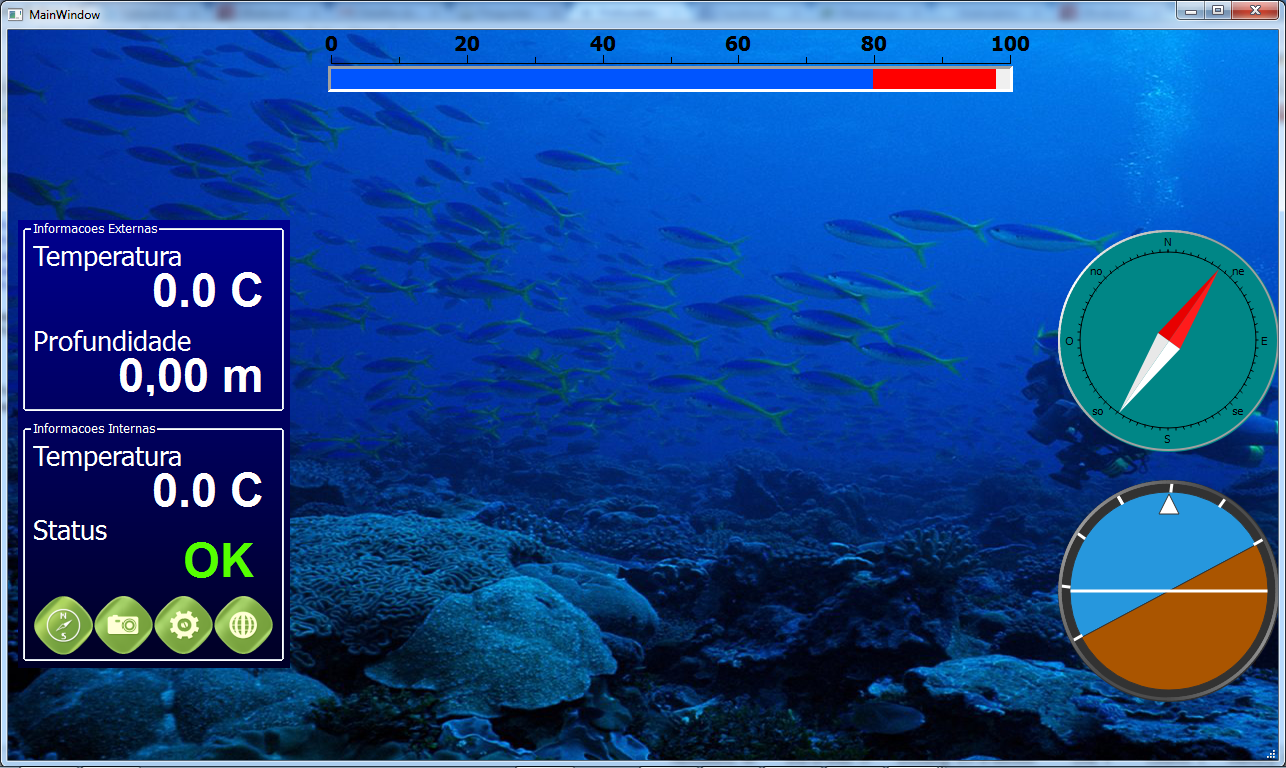 MainWindow
0 20 40 60 80 100
Informacoes Externas
Temperatura
0.0 C
Profundidade
0,00 m
Informacoes Internas
Temperatura
0.0 C
Status
OK
N
S
N
no ne
O E
so se
S